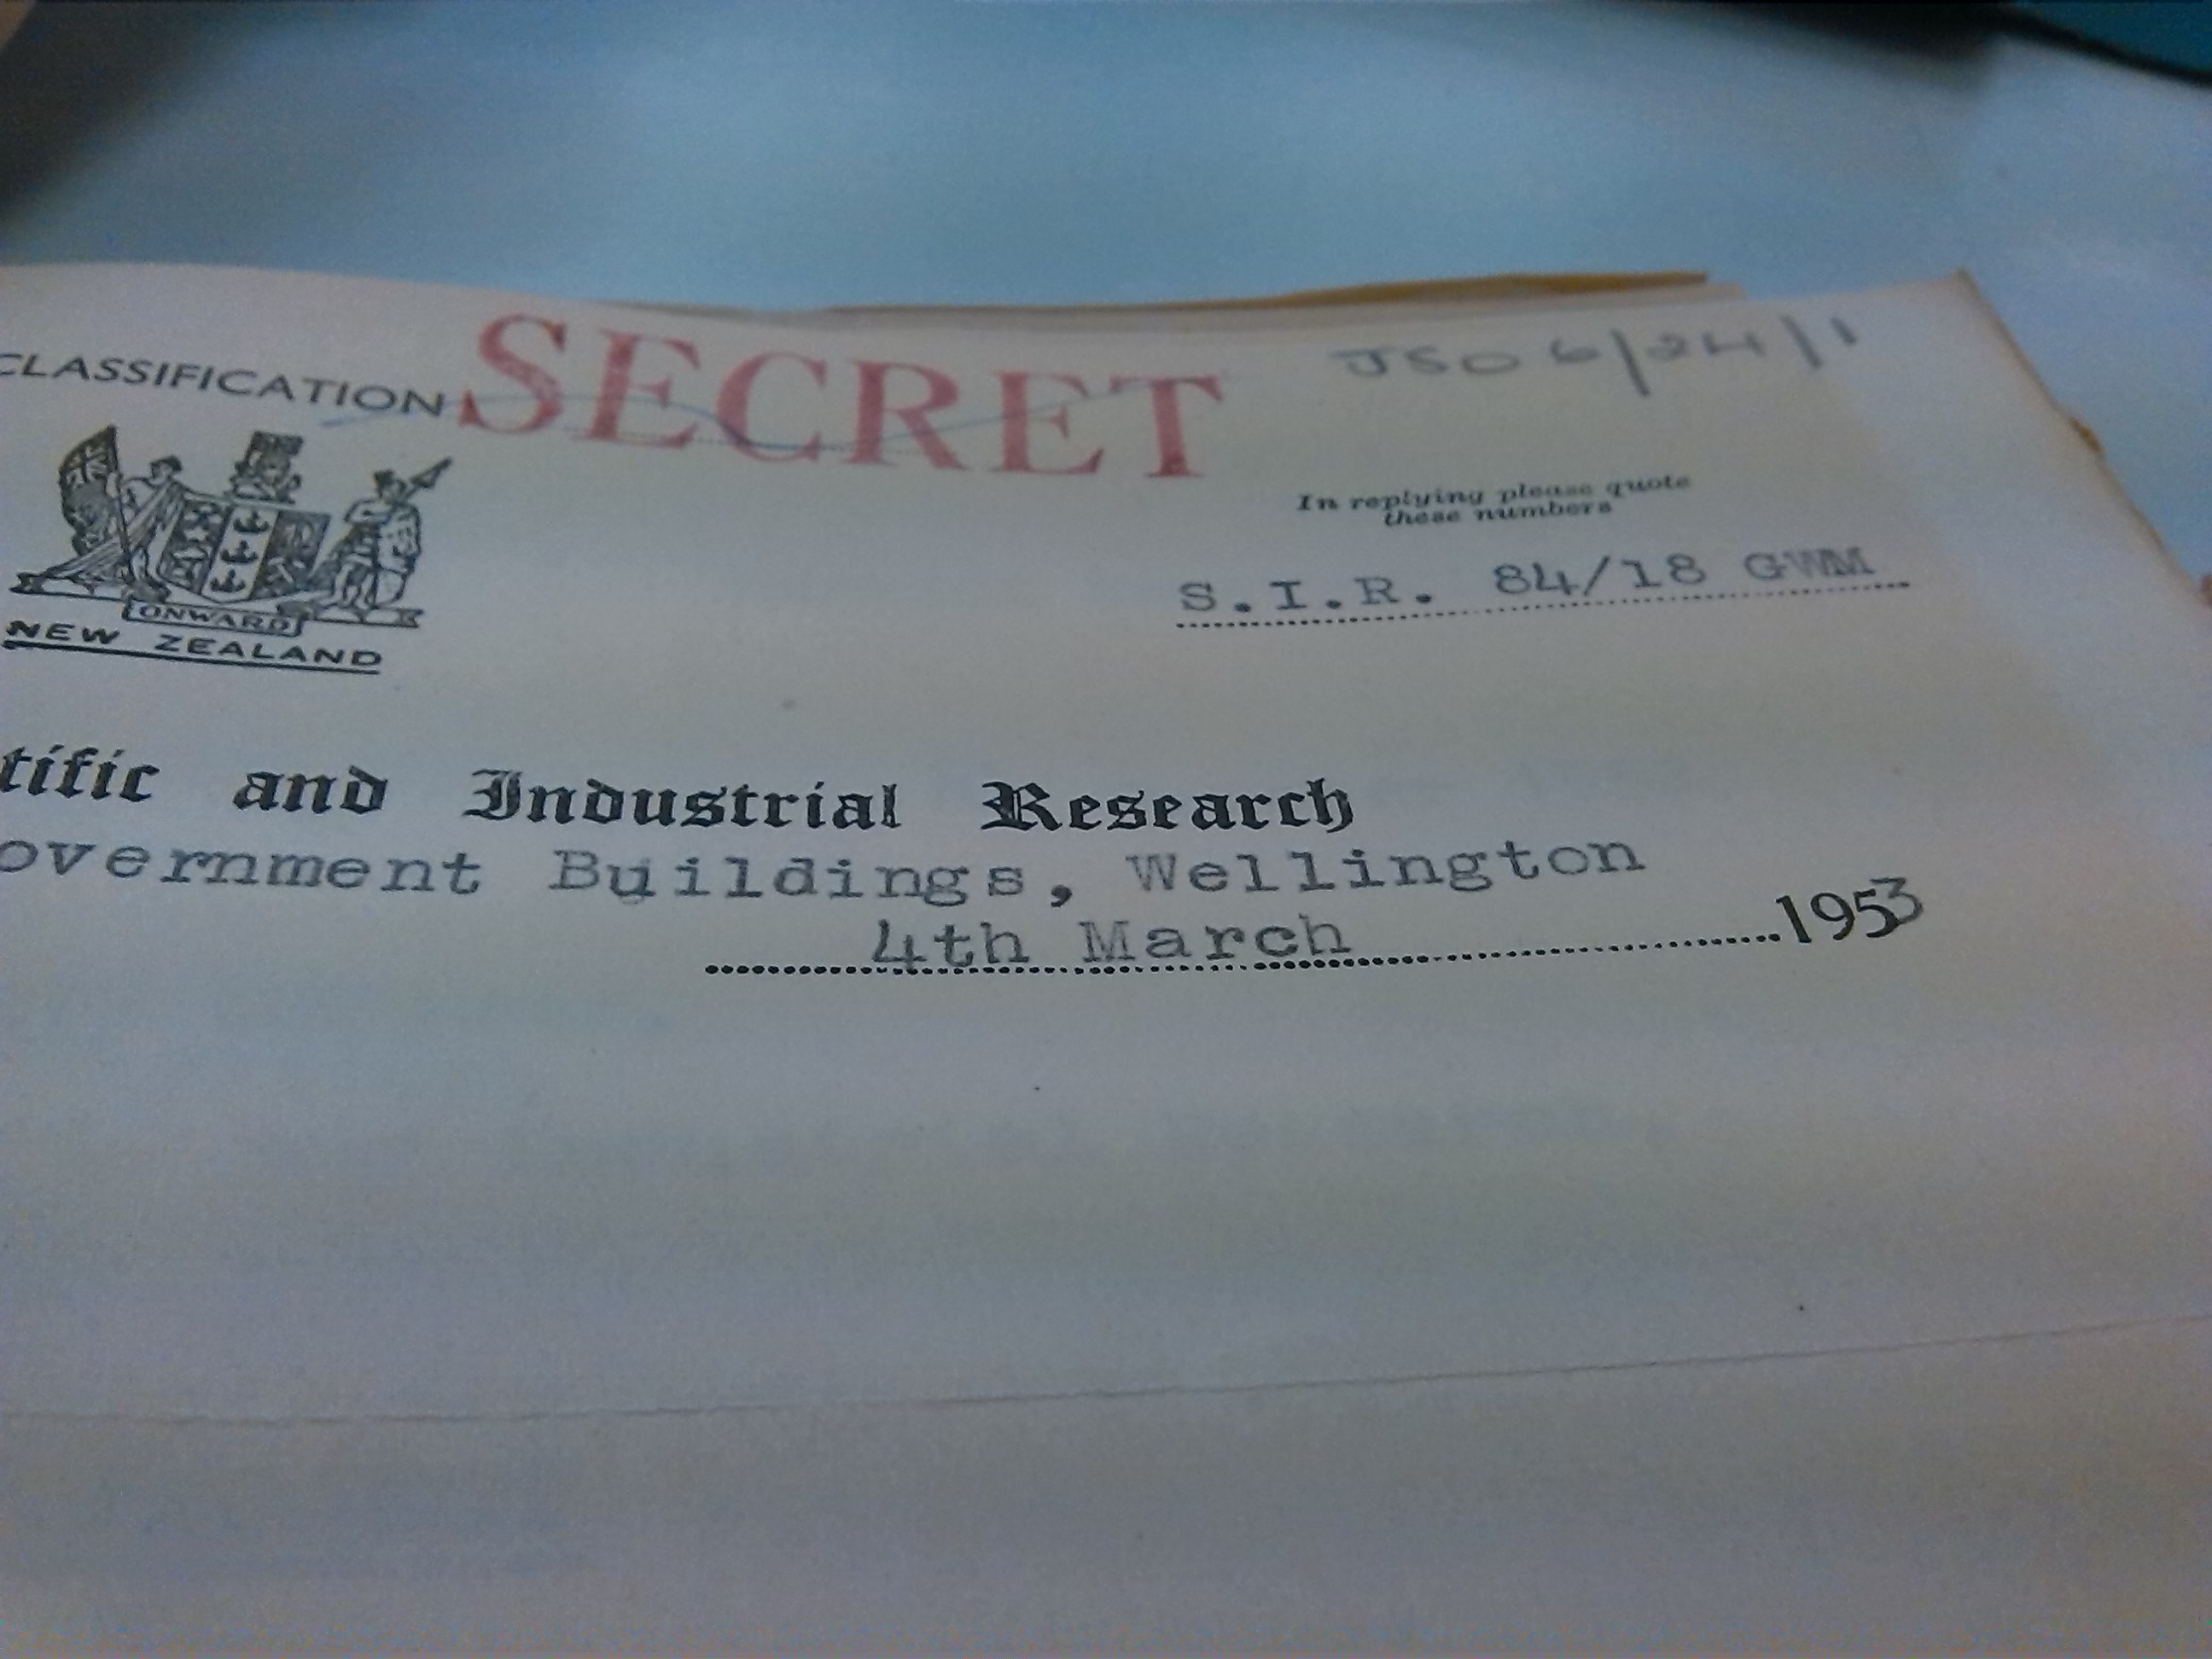 JSO 6/24/1
CLASSIFICATION SECRET
In replying please quote
these numbers
S.I.R. 84/18 GWM
ONWARD
NEW ZEALAND
tific and Industrial Research
overnment Buildings, Wellington
4th March 1953